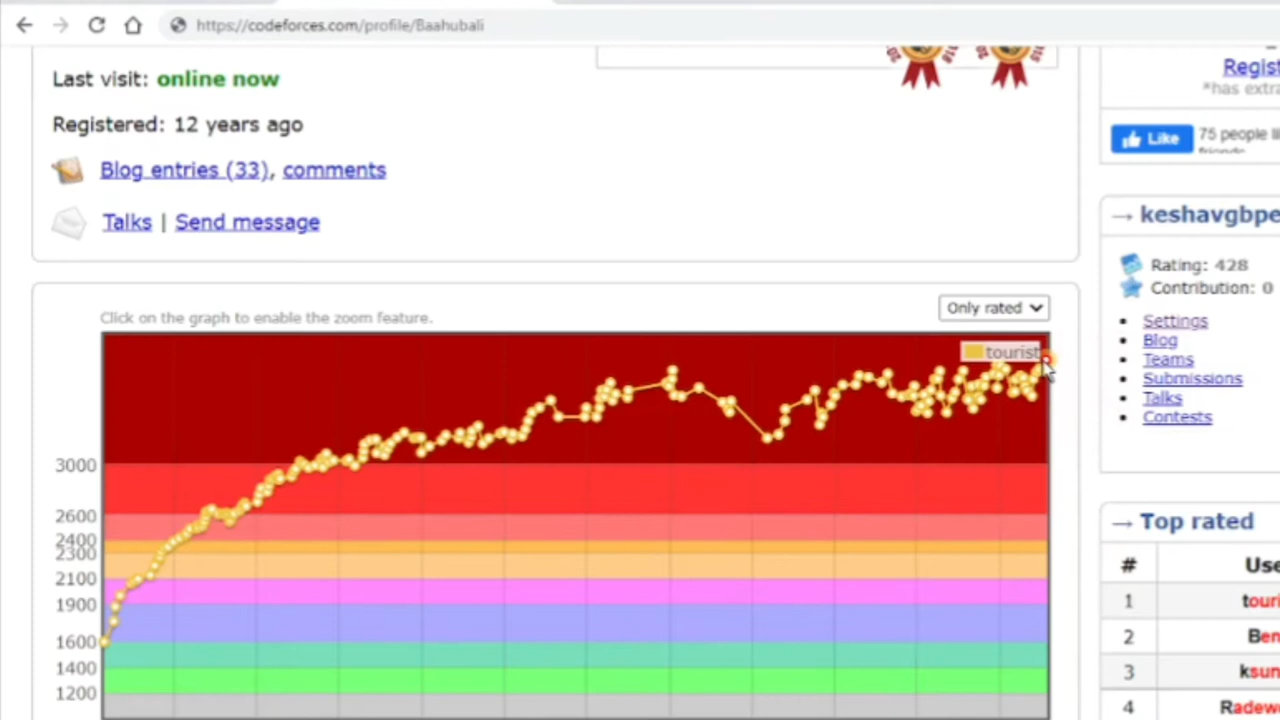 https://codeforces.com/profile/Baahubali
Last visit: online now
Registered: 12 years ago
Blog entries (33), comments
Talks | Send message
Click on the graph to enable the zoom feature.
Only rated
tourist
3000
2600
2400
2300
2100
1900
1600
1400
1200
Regist
*has extra
Like
75 people li
→ keshavgbpe
Rating: 428
Contribution: 0
Settings
Blog
Teams
Submissions
Talks
Contests
→ Top rated
# Use
1 touri
2 Ben
3 ksun
4 Radewo